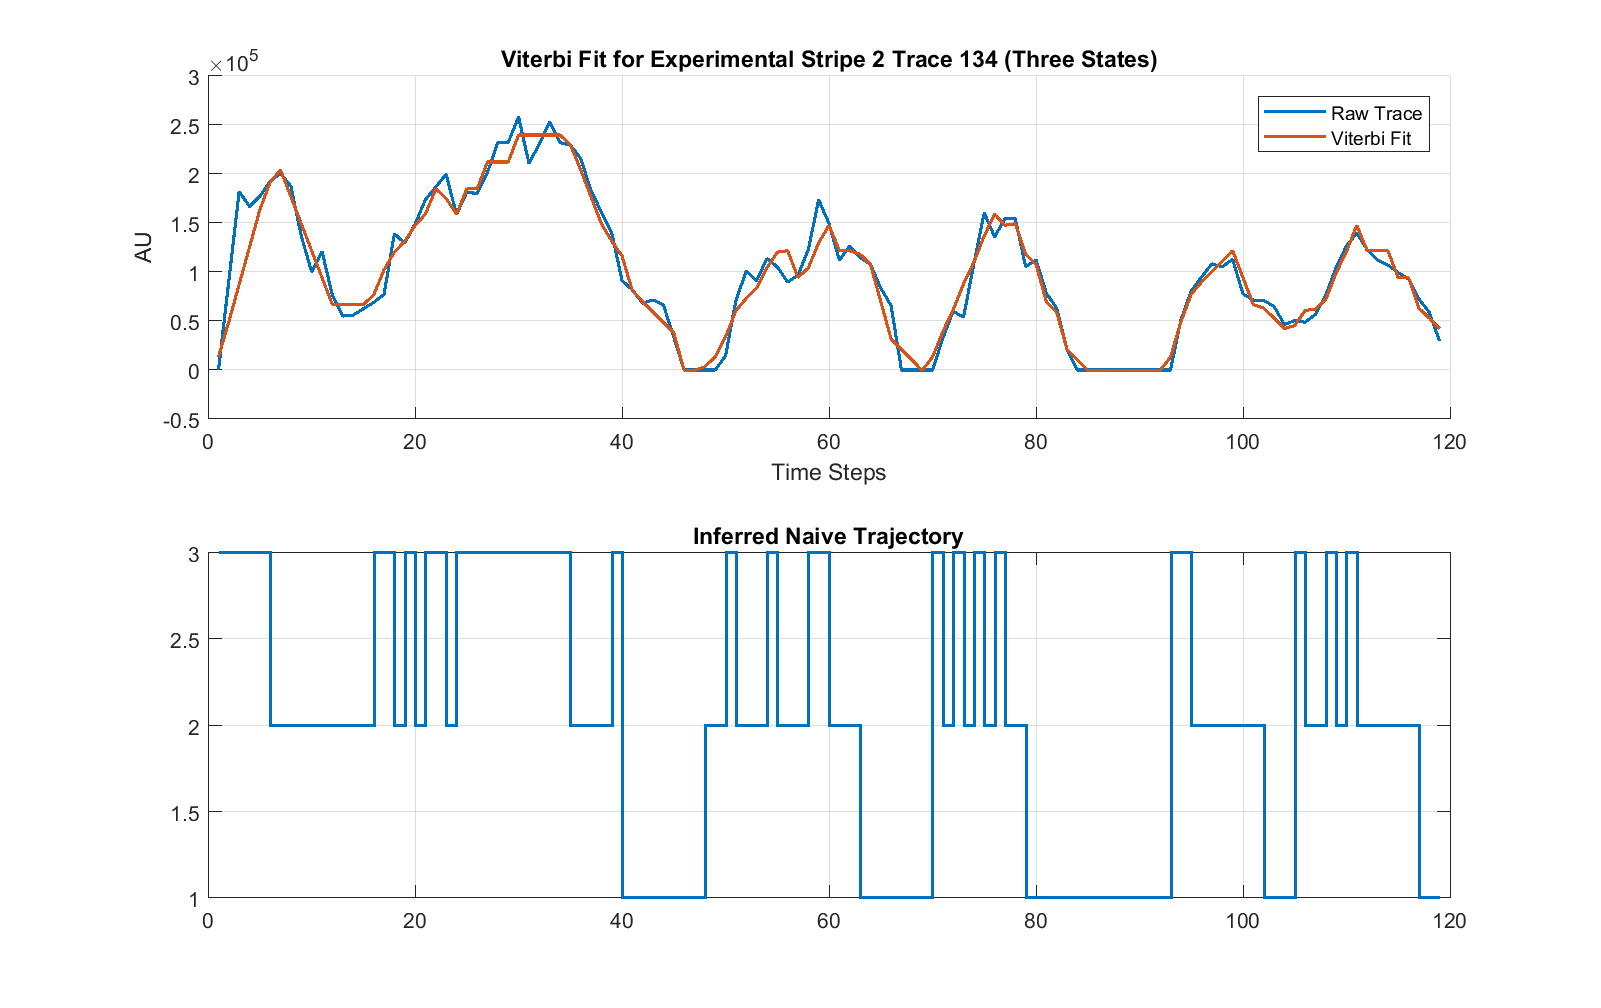 Viterbi Fit for Experimental Stripe 2 Trace 134 (Three States)
×10^5
3
2.5
2
1.5
1
0.5
0
-0.5
AU
Raw Trace
Viterbi Fit
0 20 40 60 80 100 120
Time Steps
Inferred Naive Trajectory
3
2.5
2
1.5
1
0 20 40 60 80 100 120